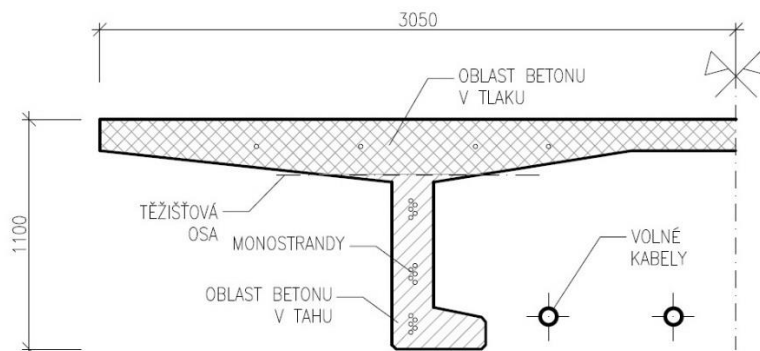 3050
OBLAST BETONU
V TLAKU
1100
TĚŽIŠŤOVÁ
OSA
MONOSTRANDY
VOLNÉ
KABELY
OBLAST BETONU
V TAHU